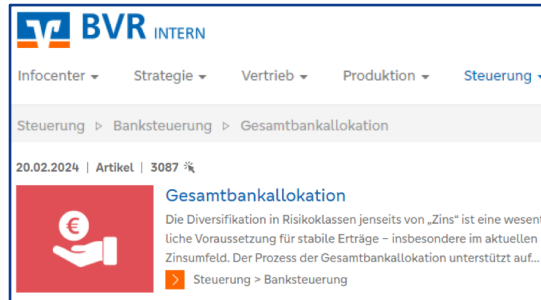 BVR INTERN
Infocenter Strategie Vertrieb Produktion Steuerung
Steuerung Banksteuerung Gesamtbankallokation
20.02.2024 | Artikel | 3087
€
Gesamtbankallokation
Die Diversifikation in Risikoklassen jenseits von „Zins“ ist eine wesent
liche Voraussetzung für stabile Erträge – insbesondere im aktuellen
Zinsumfeld. Der Prozess der Gesamtbankallokation unterstützt auf...
Steuerung > Banksteuerung